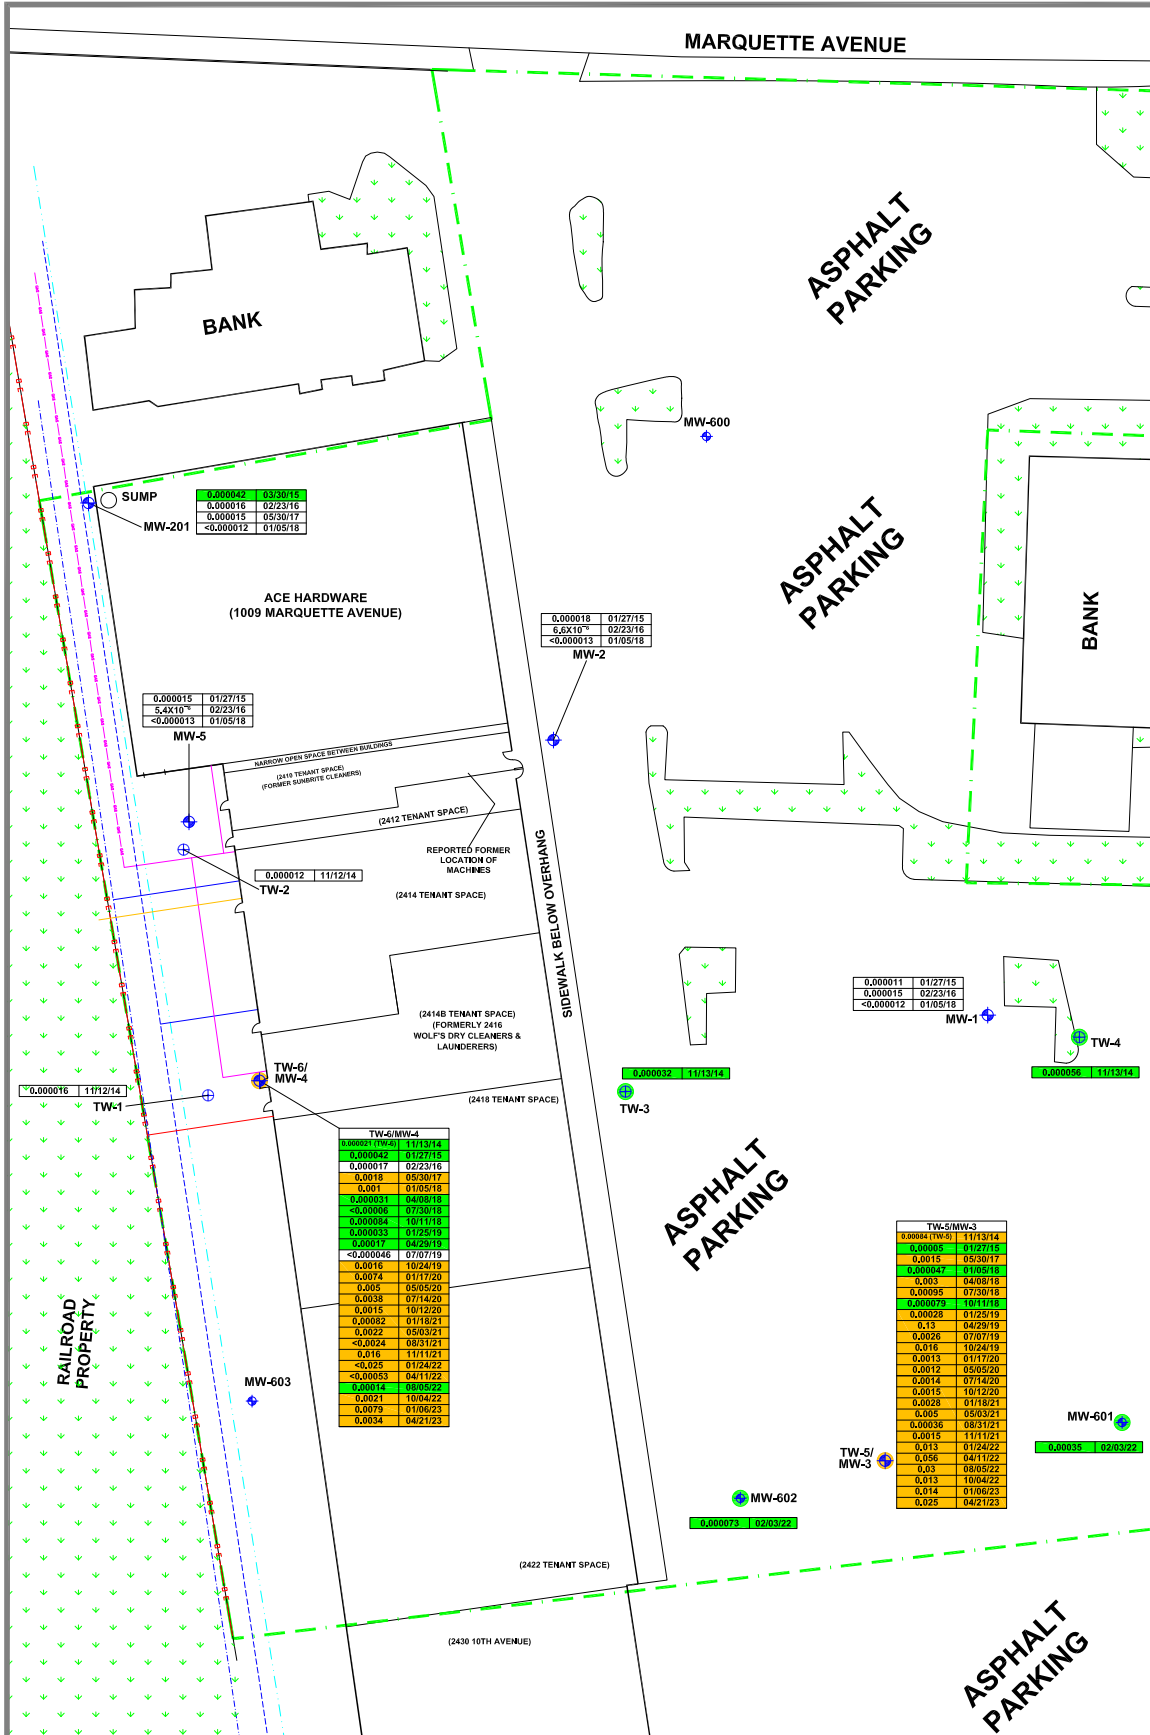 MARQUETTE AVENUE
ASPHALT
PARKING
BANK
MW-600
SUMP
MW-201
0.000042 03/30/15
0.000016 02/23/16
0.000015 05/30/17
<0.000012 01/05/18
ASPHALT
PARKING
ACE HARDWARE
(1009 MARQUETTE AVENUE)
BANK
0.000018 01/27/15
6.6X10⁻⁶ 02/23/16
<0.000013 01/05/18
MW-2
0.000015 01/27/15
5.4X10⁻⁶ 02/23/16
<0.000013 01/05/18
MW-5
NARROW OPEN SPACE BETWEEN BUILDINGS
(2410 TENANT SPACE)
(FORMER SUNBRITE CLEANERS)
(2412 TENANT SPACE)
REPORTED FORMER
LOCATION OF
MACHINES
SIDEWALK BELOW OVERHANG
0.000012 11/12/14
TW-2
(2414 TENANT SPACE)
(2414B TENANT SPACE)
(FORMERLY 2416
WOLF'S DRY CLEANERS &
LAUNDERERS)
0.000011 01/27/15
0.000015 02/23/16
<0.000012 01/05/18
MW-1
TW-4
0.000056 11/13/14
0.000032 11/13/14
TW-3
TW-6/
MW-4
0.000016 11/12/14
TW-1
(2418 TENANT SPACE)
TW-6/MW-4
0.000021 (TW-6) 11/13/14
0.000042 01/27/15
0.000017 02/23/16
0.0018 05/30/17
0.001 01/05/18
0.000031 04/08/18
<0.00006 07/30/18
0.000084 10/11/18
0.000033 01/25/19
0.00017 04/29/19
<0.000046 07/07/19
0.0016 10/24/19
0.0074 01/17/20
0.005 05/05/20
0.0038 07/14/20
0.0015 10/12/20
0.00082 01/18/21
0.0022 05/03/21
<0.0024 08/31/21
0.016 11/11/21
<0.025 01/24/22
<0.00053 04/11/22
0.00014 08/05/22
0.0021 10/04/22
0.0079 01/06/23
0.0034 04/21/23
ASPHALT
PARKING
TW-5/MW-3
0.00084 (TW-5) 11/13/14
0.00005 01/27/15
0.0015 05/30/17
0.000047 01/05/18
0.003 04/08/18
0.00095 07/30/18
0.000079 10/11/18
0.00028 01/25/19
0.13 04/29/19
0.0026 07/07/19
0.016 10/24/19
0.0013 01/17/20
0.0012 05/05/20
0.0014 07/14/20
0.0015 10/12/20
0.0028 01/18/21
0.005 05/03/21
0.00036 08/31/21
0.0015 11/11/21
0.013 01/24/22
0.056 04/11/22
0.03 08/05/22
0.013 10/04/22
0.014 01/06/23
0.025 04/21/23
RAILROAD
PROPERTY
MW-603
MW-601
0.00035 02/03/22
TW-5/
MW-3
MW-602
0.000073 02/03/22
(2422 TENANT SPACE)
(2430 10TH AVENUE)
ASPHALT
PARKING